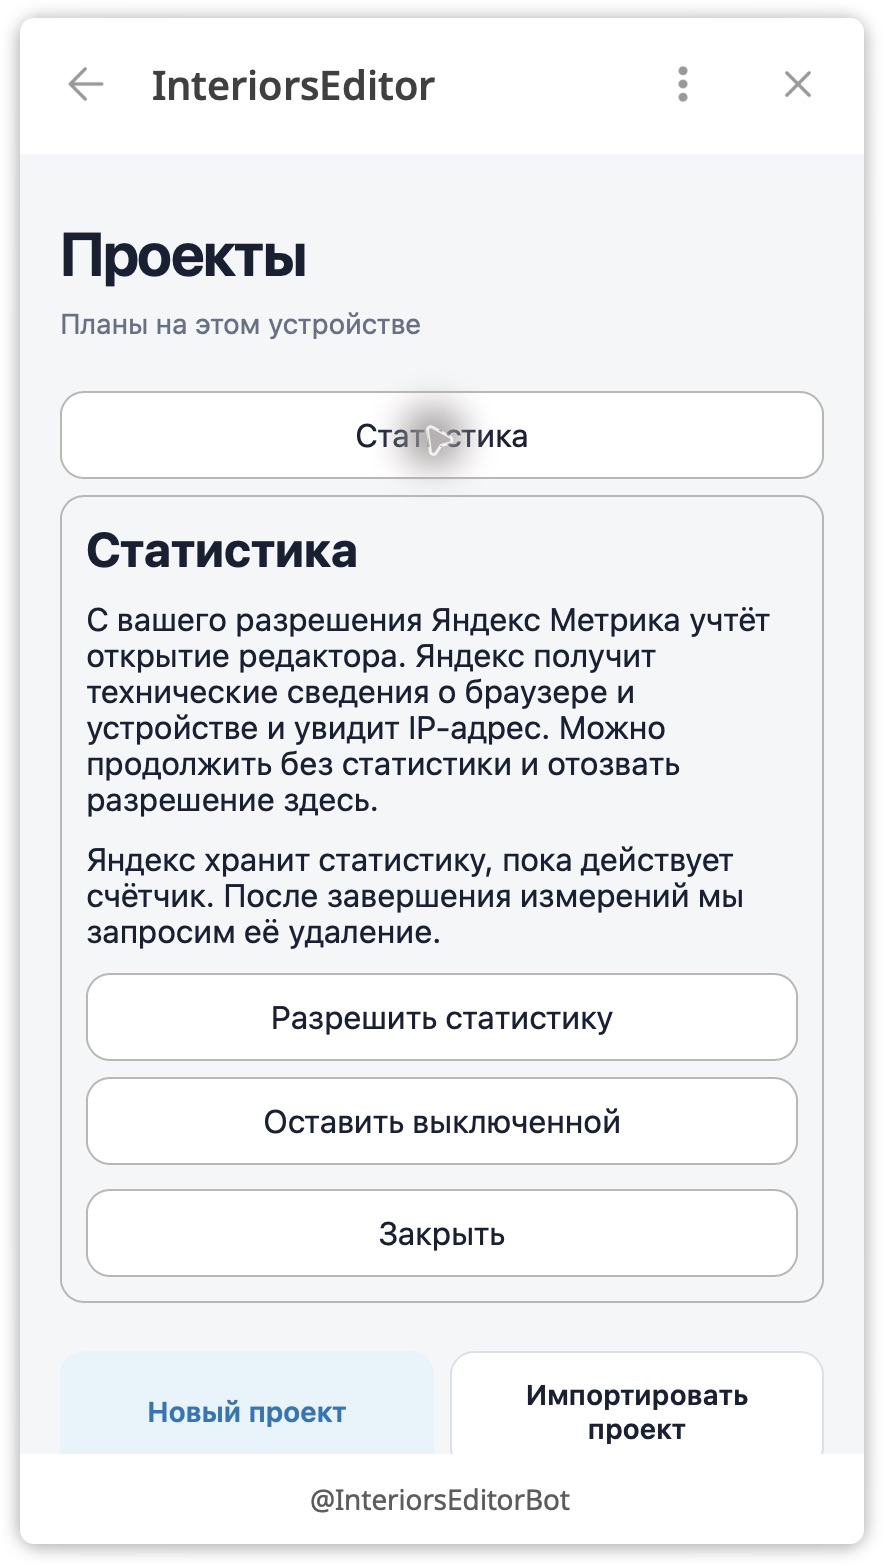 InteriorsEditor
Проекты
Планы на этом устройстве
Статистика
Статистика
С вашего разрешения Яндекс Метрика учтёт
открытие редактора. Яндекс получит
технические сведения о браузере и
устройстве и увидит IP-адрес. Можно
продолжить без статистики и отозвать
разрешение здесь.
Яндекс хранит статистику, пока действует
счётчик. После завершения измерений мы
запросим её удаление.
Разрешить статистику
Оставить выключенной
Закрыть
Новый проект
Импортировать
проект
@InteriorsEditorBot